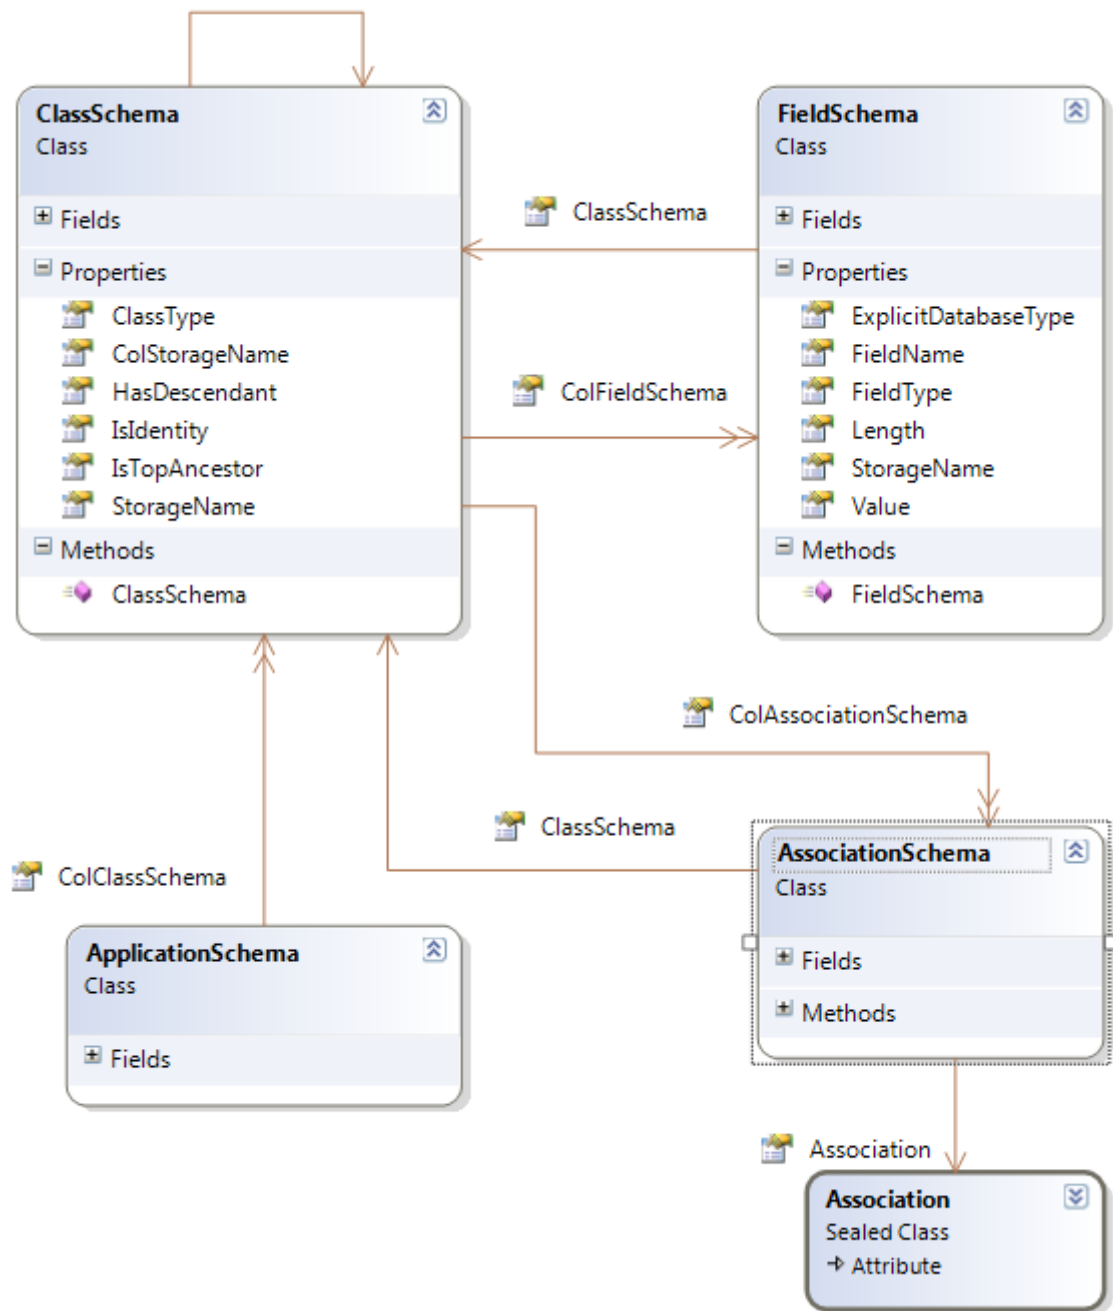 ClassSchema
Class
Fields
Properties
ClassType
ColStorageName
HasDescendant
IsIdentity
IsTopAncestor
StorageName
Methods
ClassSchema
ClassSchema
ColFieldSchema
FieldSchema
Class
Fields
Properties
ExplicitDatabaseType
FieldName
FieldType
Length
StorageName
Value
Methods
FieldSchema
ColAssociationSchema
ClassSchema
ColClassSchema
ApplicationSchema
Class
Fields
AssociationSchema
Class
Fields
Methods
Association
Association
Sealed Class
Attribute